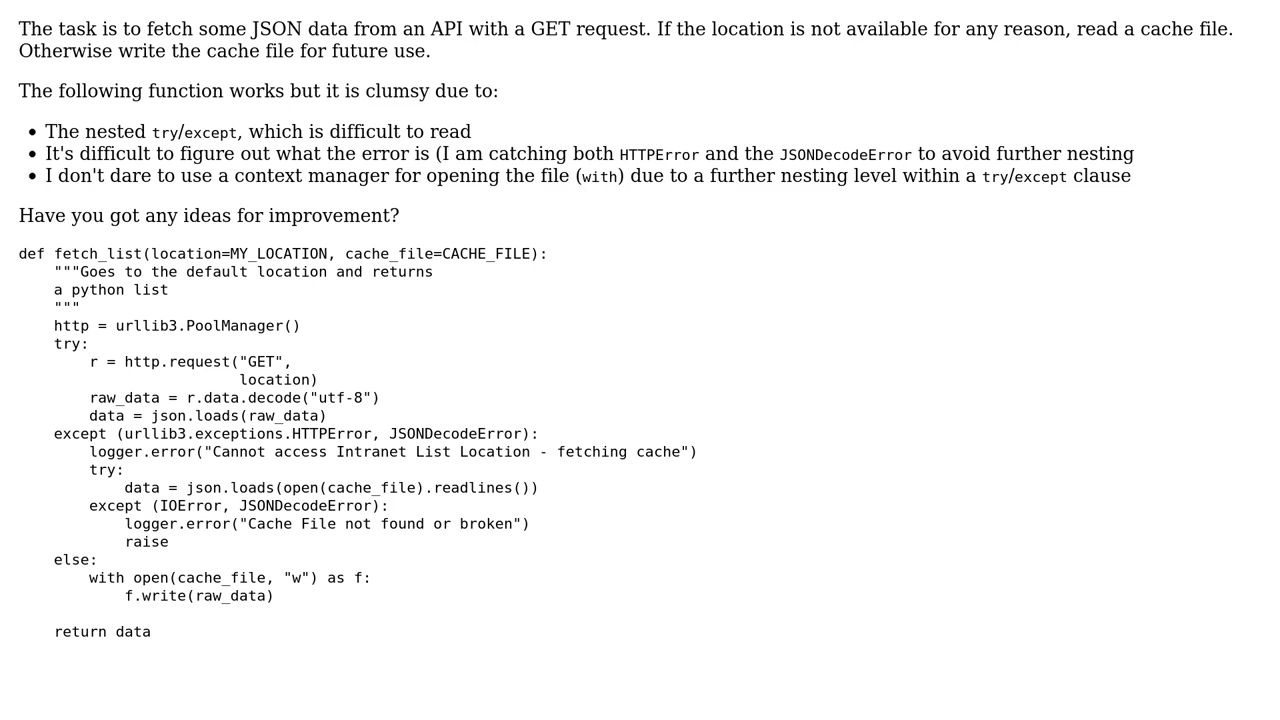 The task is to fetch some JSON data from an API with a GET request. If the location is not available for any reason, read a cache file.
Otherwise write the cache file for future use.
The following function works but it is clumsy due to:
• The nested try/except, which is difficult to read
• It's difficult to figure out what the error is (I am catching both HTTPError and the JSONDecodeError to avoid further nesting
• I don't dare to use a context manager for opening the file (with) due to a further nesting level within a try/except clause
Have you got any ideas for improvement?
def fetch_list(location=MY_LOCATION, cache_file=CACHE_FILE):
    """Goes to the default location and returns
    a python list
    """
    http = urllib3.PoolManager()
    try:
        r = http.request("GET",
                         location)
        raw_data = r.data.decode("utf-8")
        data = json.loads(raw_data)
    except (urllib3.exceptions.HTTPError, JSONDecodeError):
        logger.error("Cannot access Intranet List Location - fetching cache")
        try:
            data = json.loads(open(cache_file).readlines())
        except (IOError, JSONDecodeError):
            logger.error("Cache File not found or broken")
            raise
    else:
        with open(cache_file, "w") as f:
            f.write(raw_data)
    return data